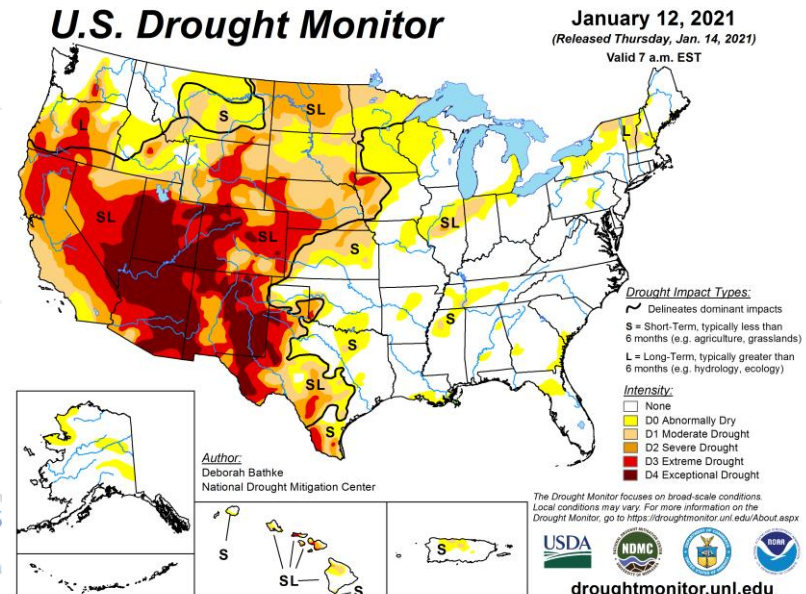 U.S. Drought Monitor
January 12, 2021
(Released Thursday, Jan. 14, 2021)
Valid 7 a.m. EST
S
SL
L
L
SL
SL
SL
S
S
S
SL
S
Drought Impact Types:
Delineates dominant impacts
S = Short-Term, typically less than
6 months (e.g. agriculture, grasslands)
L = Long-Term, typically greater than
6 months (e.g. hydrology, ecology)
Intensity:
None
D0 Abnormally Dry
D1 Moderate Drought
D2 Severe Drought
D3 Extreme Drought
D4 Exceptional Drought
Author:
Deborah Bathke
National Drought Mitigation Center
S
SL
S
S
The Drought Monitor focuses on broad-scale conditions.
Local conditions may vary. For more information on the
Drought Monitor, go to https://droughtmonitor.unl.edu/About.aspx
USDA
NDMC
NOAA
droughtmonitor.unl.edu